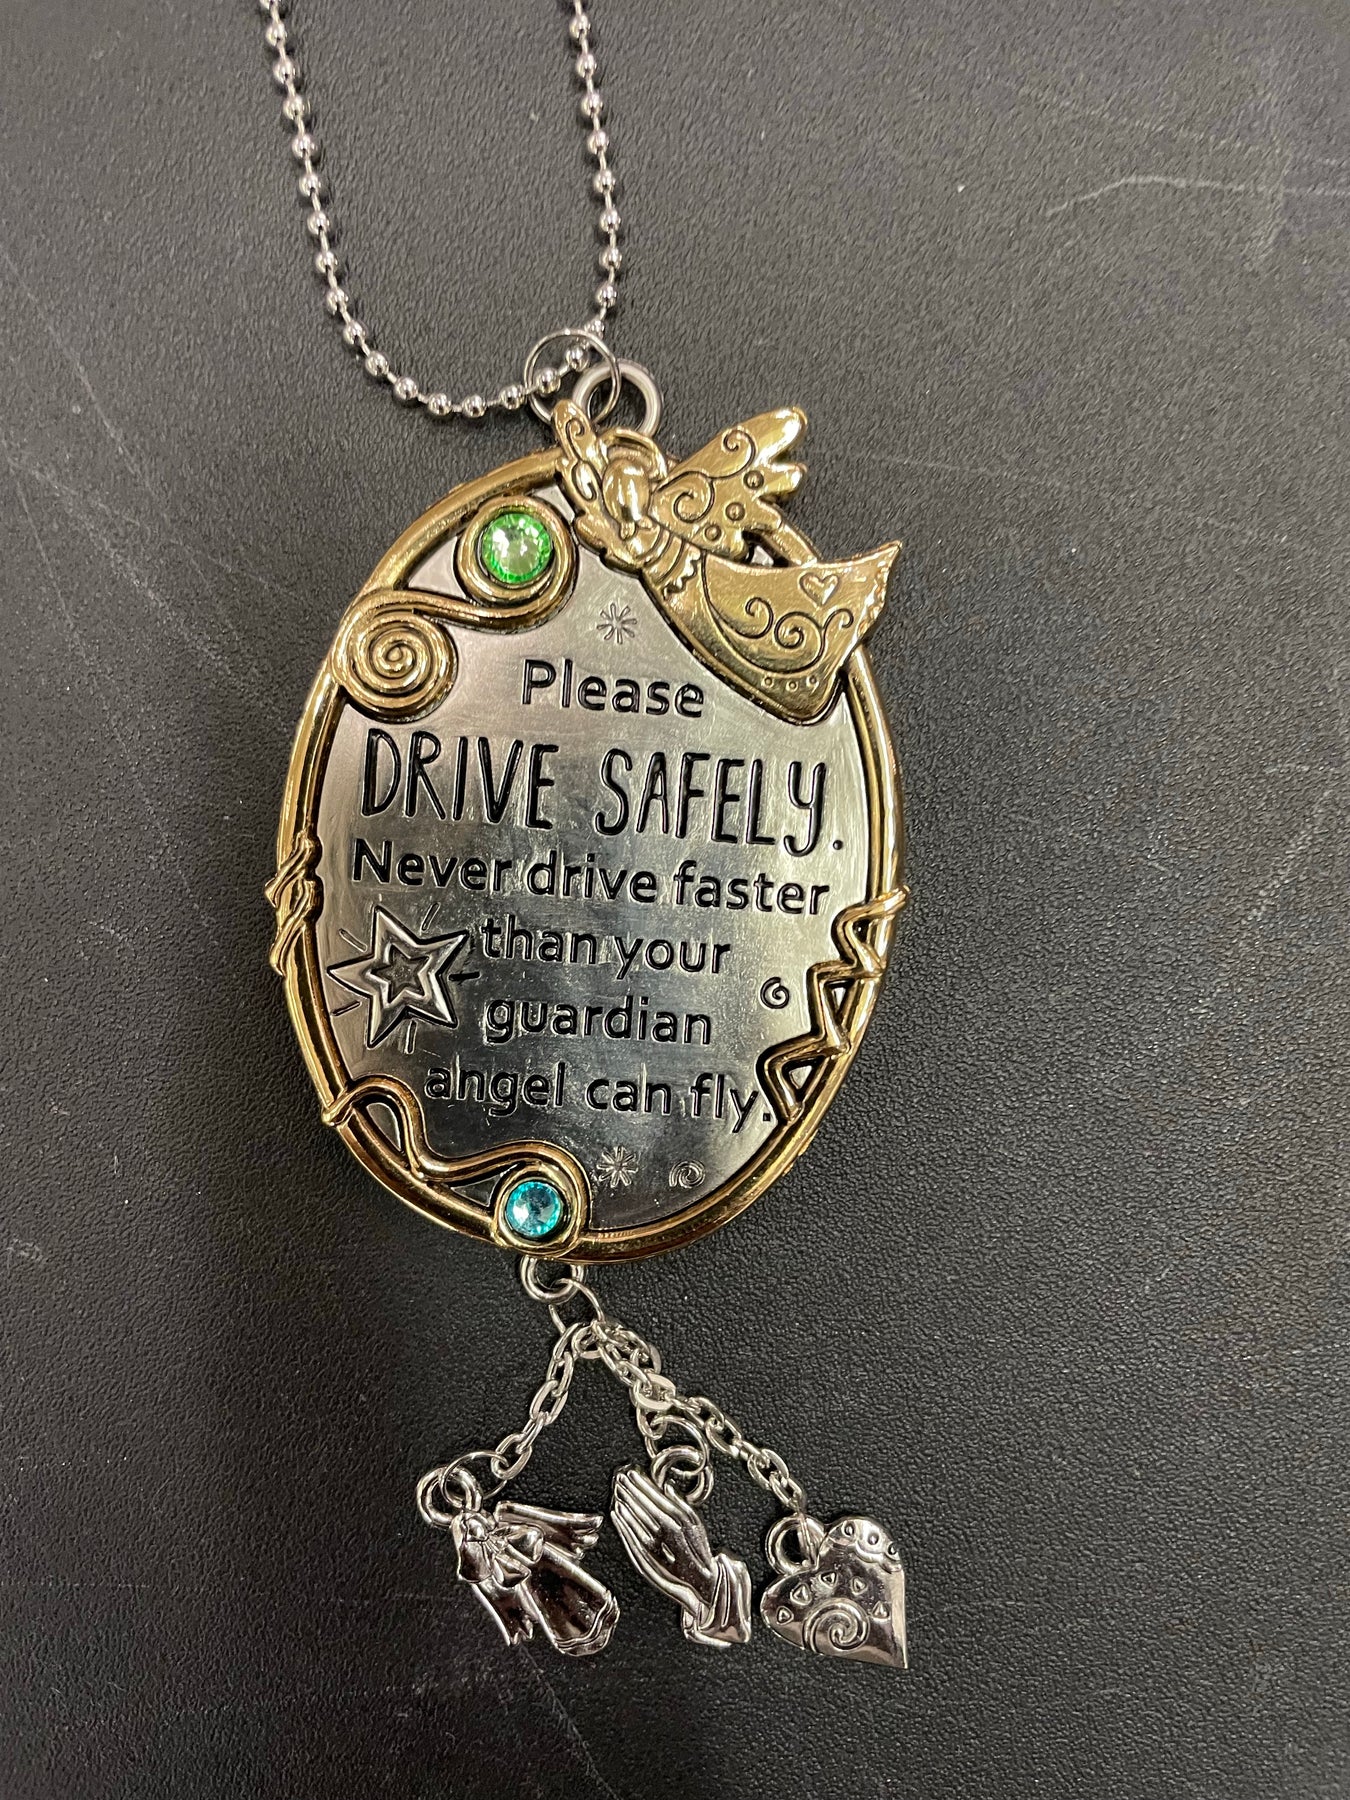 Please
DRIVE SAFELY.
Never drive faster
than your
guardian
angel can fly.